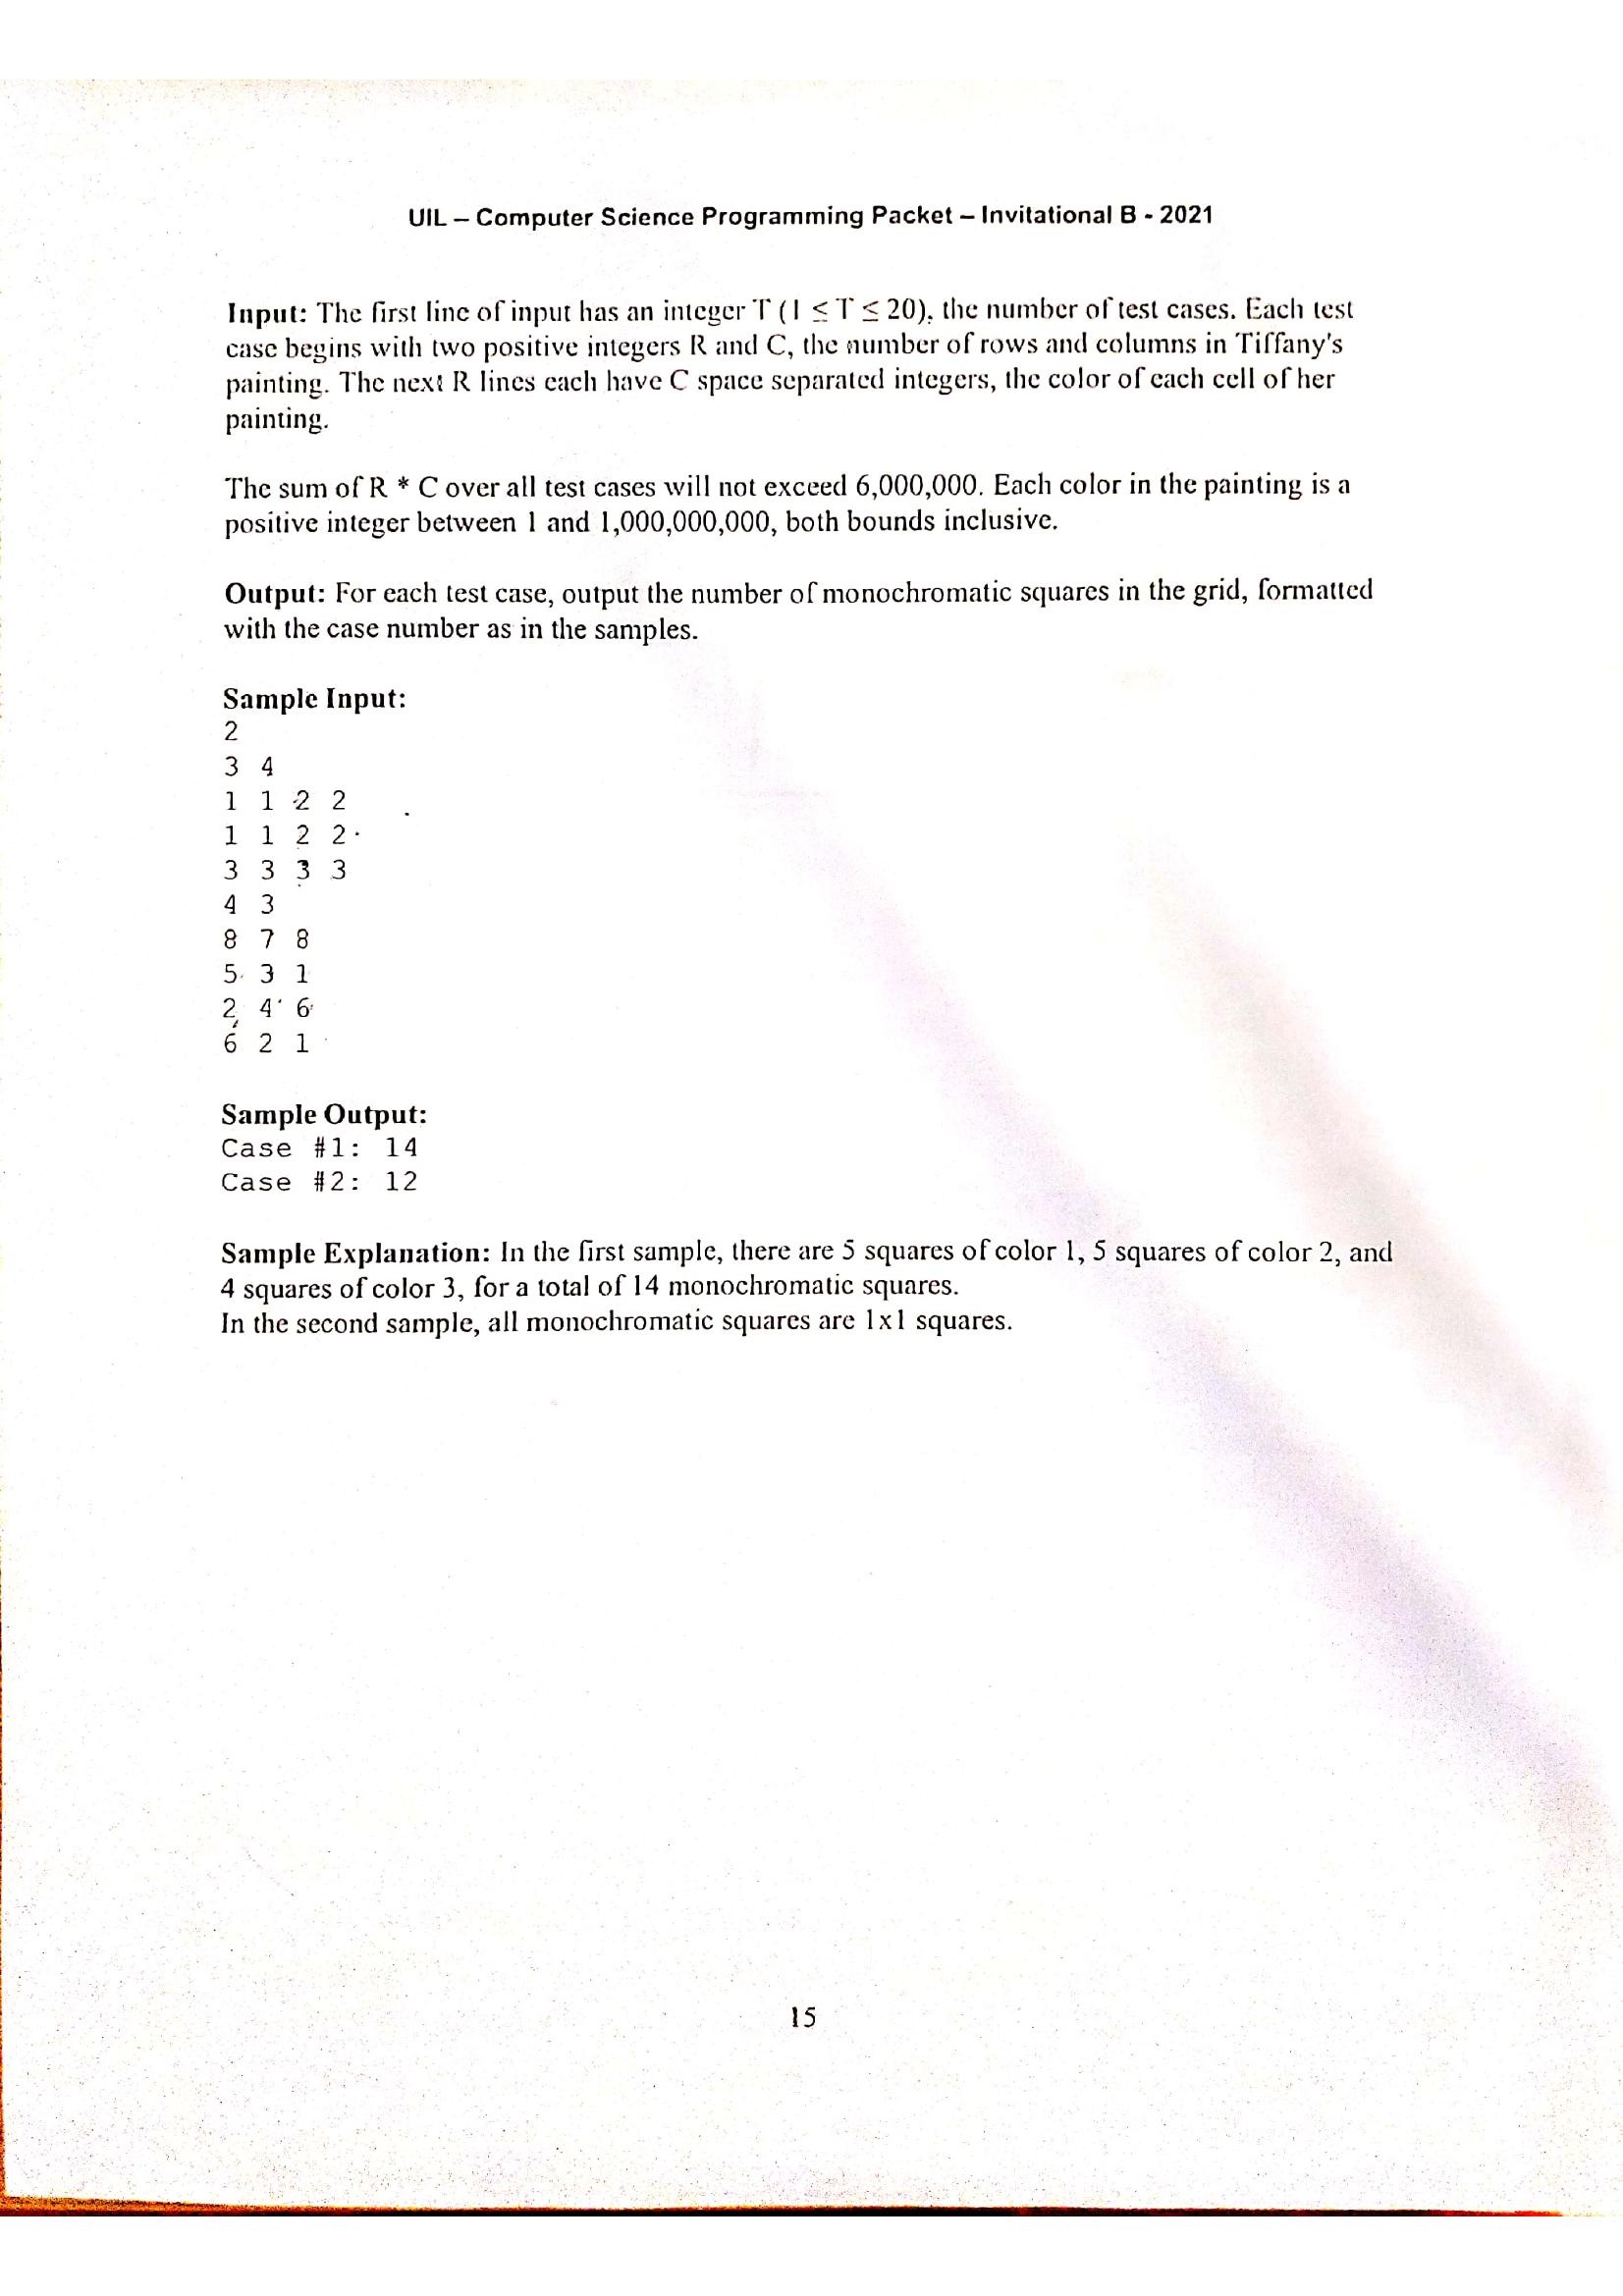 UIL – Computer Science Programming Packet – Invitational B - 2021
Input: The first line of input has an integer T (1 ≤ T ≤ 20), the number of test cases. Each test
case begins with two positive integers R and C, the number of rows and columns in Tiffany's
painting. The next R lines each have C space separated integers, the color of each cell of her
painting.
The sum of R * C over all test cases will not exceed 6,000,000. Each color in the painting is a
positive integer between 1 and 1,000,000,000, both bounds inclusive.
Output: For each test case, output the number of monochromatic squares in the grid, formatted
with the case number as in the samples.
Sample Input:
2
3 4
1 1 2 2
1 1 2 2
3 3 3 3
4 3
8 7 8
5 3 1
2 4 6
6 2 1
Sample Output:
Case #1: 14
Case #2: 12
Sample Explanation: In the first sample, there are 5 squares of color 1, 5 squares of color 2, and
4 squares of color 3, for a total of 14 monochromatic squares.
In the second sample, all monochromatic squares are 1x1 squares.
15